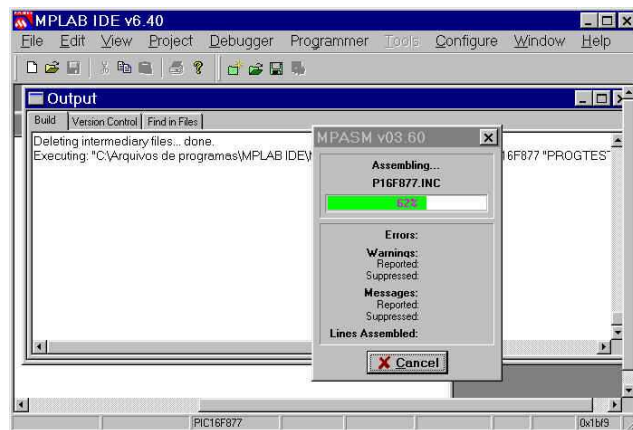 MPLAB IDE v6.40
File Edit View Project Debugger Programmer Tools Configure Window Help
Output
Build Version Control Find in Files
Deleting intermediary files... done.
Executing: "C:\Arquivos de programas\MPLAB IDE\ 16F877 "PROGTES
MPASM v03.60
Assembling...
P16F877.INC
62%
Errors:
Warnings:
Reported:
Suppressed:
Messages:
Reported:
Suppressed:
Lines Assembled:
Cancel
PIC16F877 0x1bf9